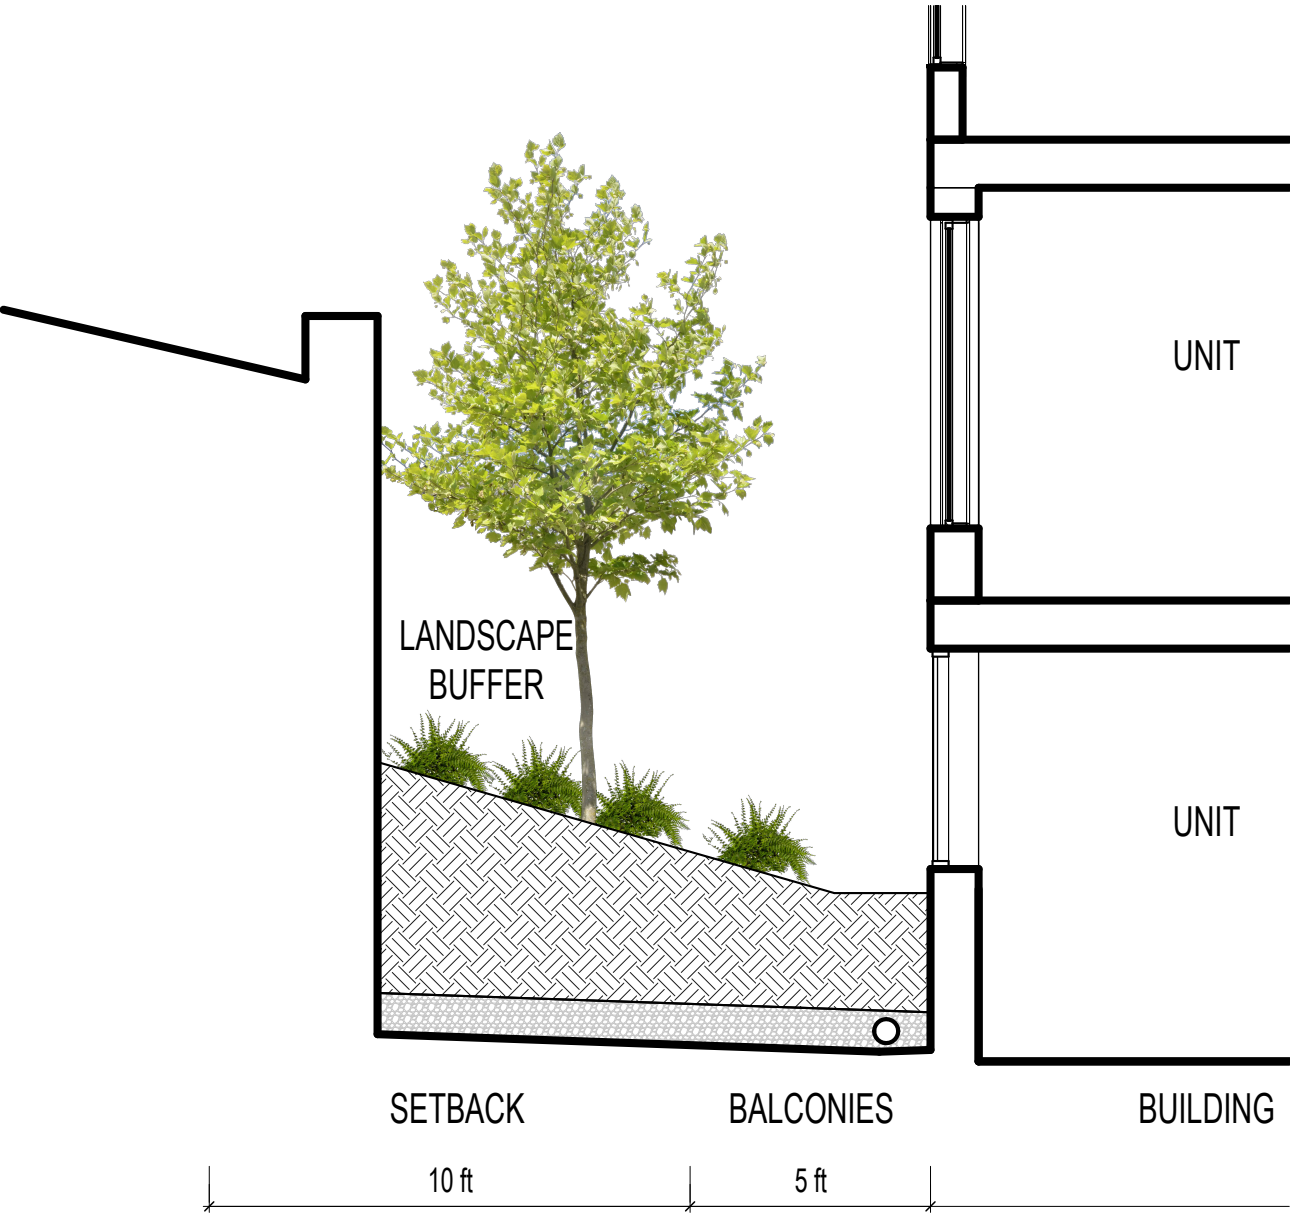 UNIT
LANDSCAPE
BUFFER
UNIT
SETBACK
BALCONIES
BUILDING
10 ft
5 ft